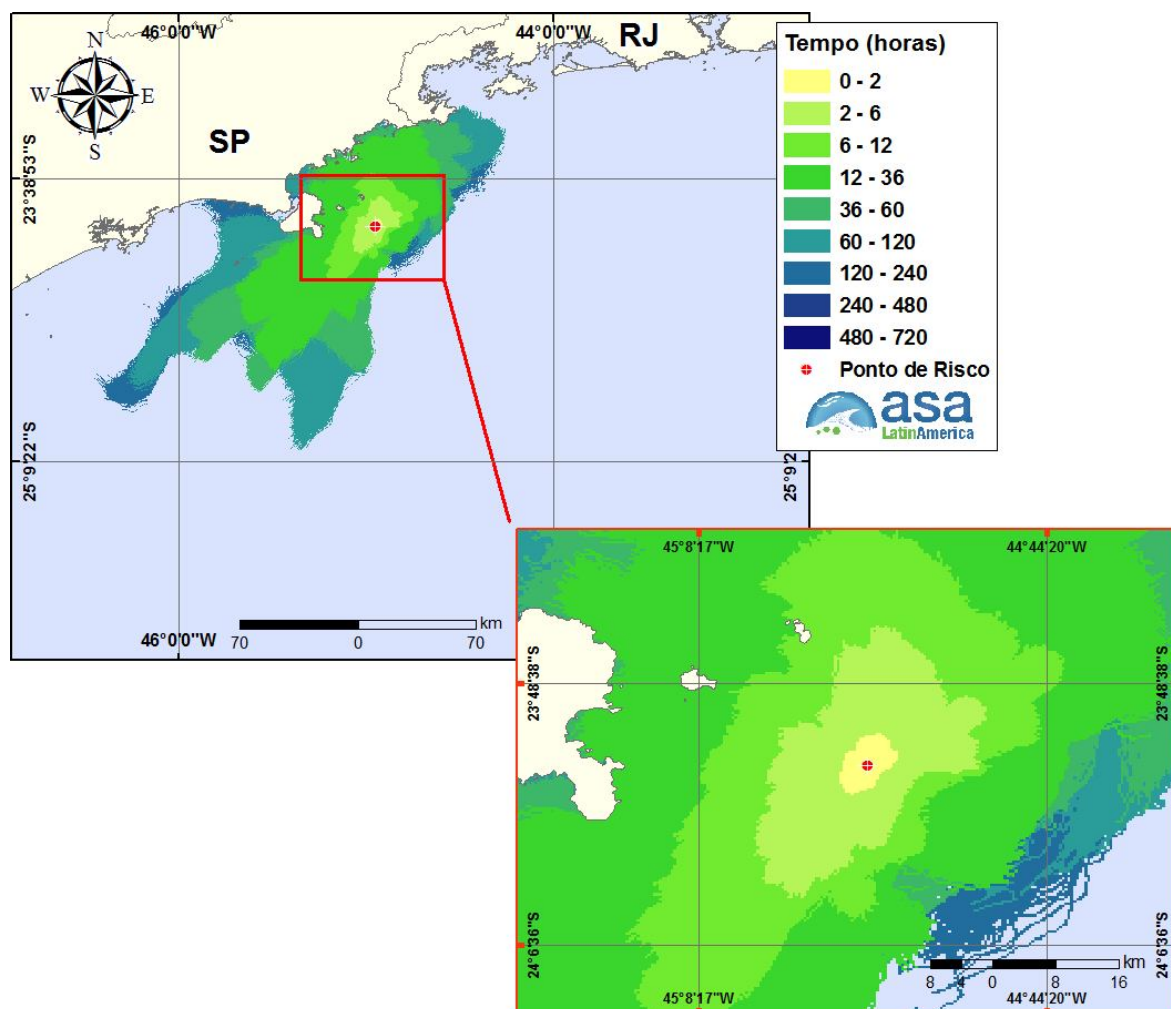 46°0'0"W
44°0'0"W
RJ
N
W
E
S
SP
23°38'53"S
25°9'22"S
25°9'2
46°0'0"W
70
0
70
km
Tempo (horas)
0 - 2
2 - 6
6 - 12
12 - 36
36 - 60
60 - 120
120 - 240
240 - 480
480 - 720
Ponto de Risco
asa
LatinAmerica
45°8'17"W
44°44'20"W
23°48'38"S
23°48'38"S
24°6'36"S
24°6'36"S
8
4
0
8
16
km
45°8'17"W
44°44'20"W